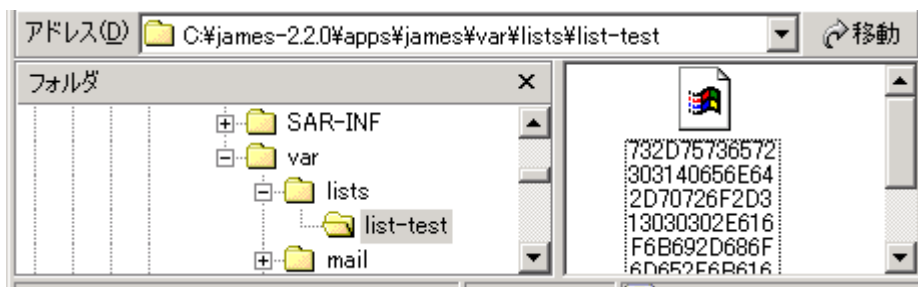 アドレス(D) C:¥james-2.2.0¥apps¥james¥var¥lists¥list-test 移動
フォルダ
SAR-INF
var
lists
list-test
mail
732D75736572
303140656E64
2D70726F2D3
13030302E616
F6B692D686F
6D652E6B616